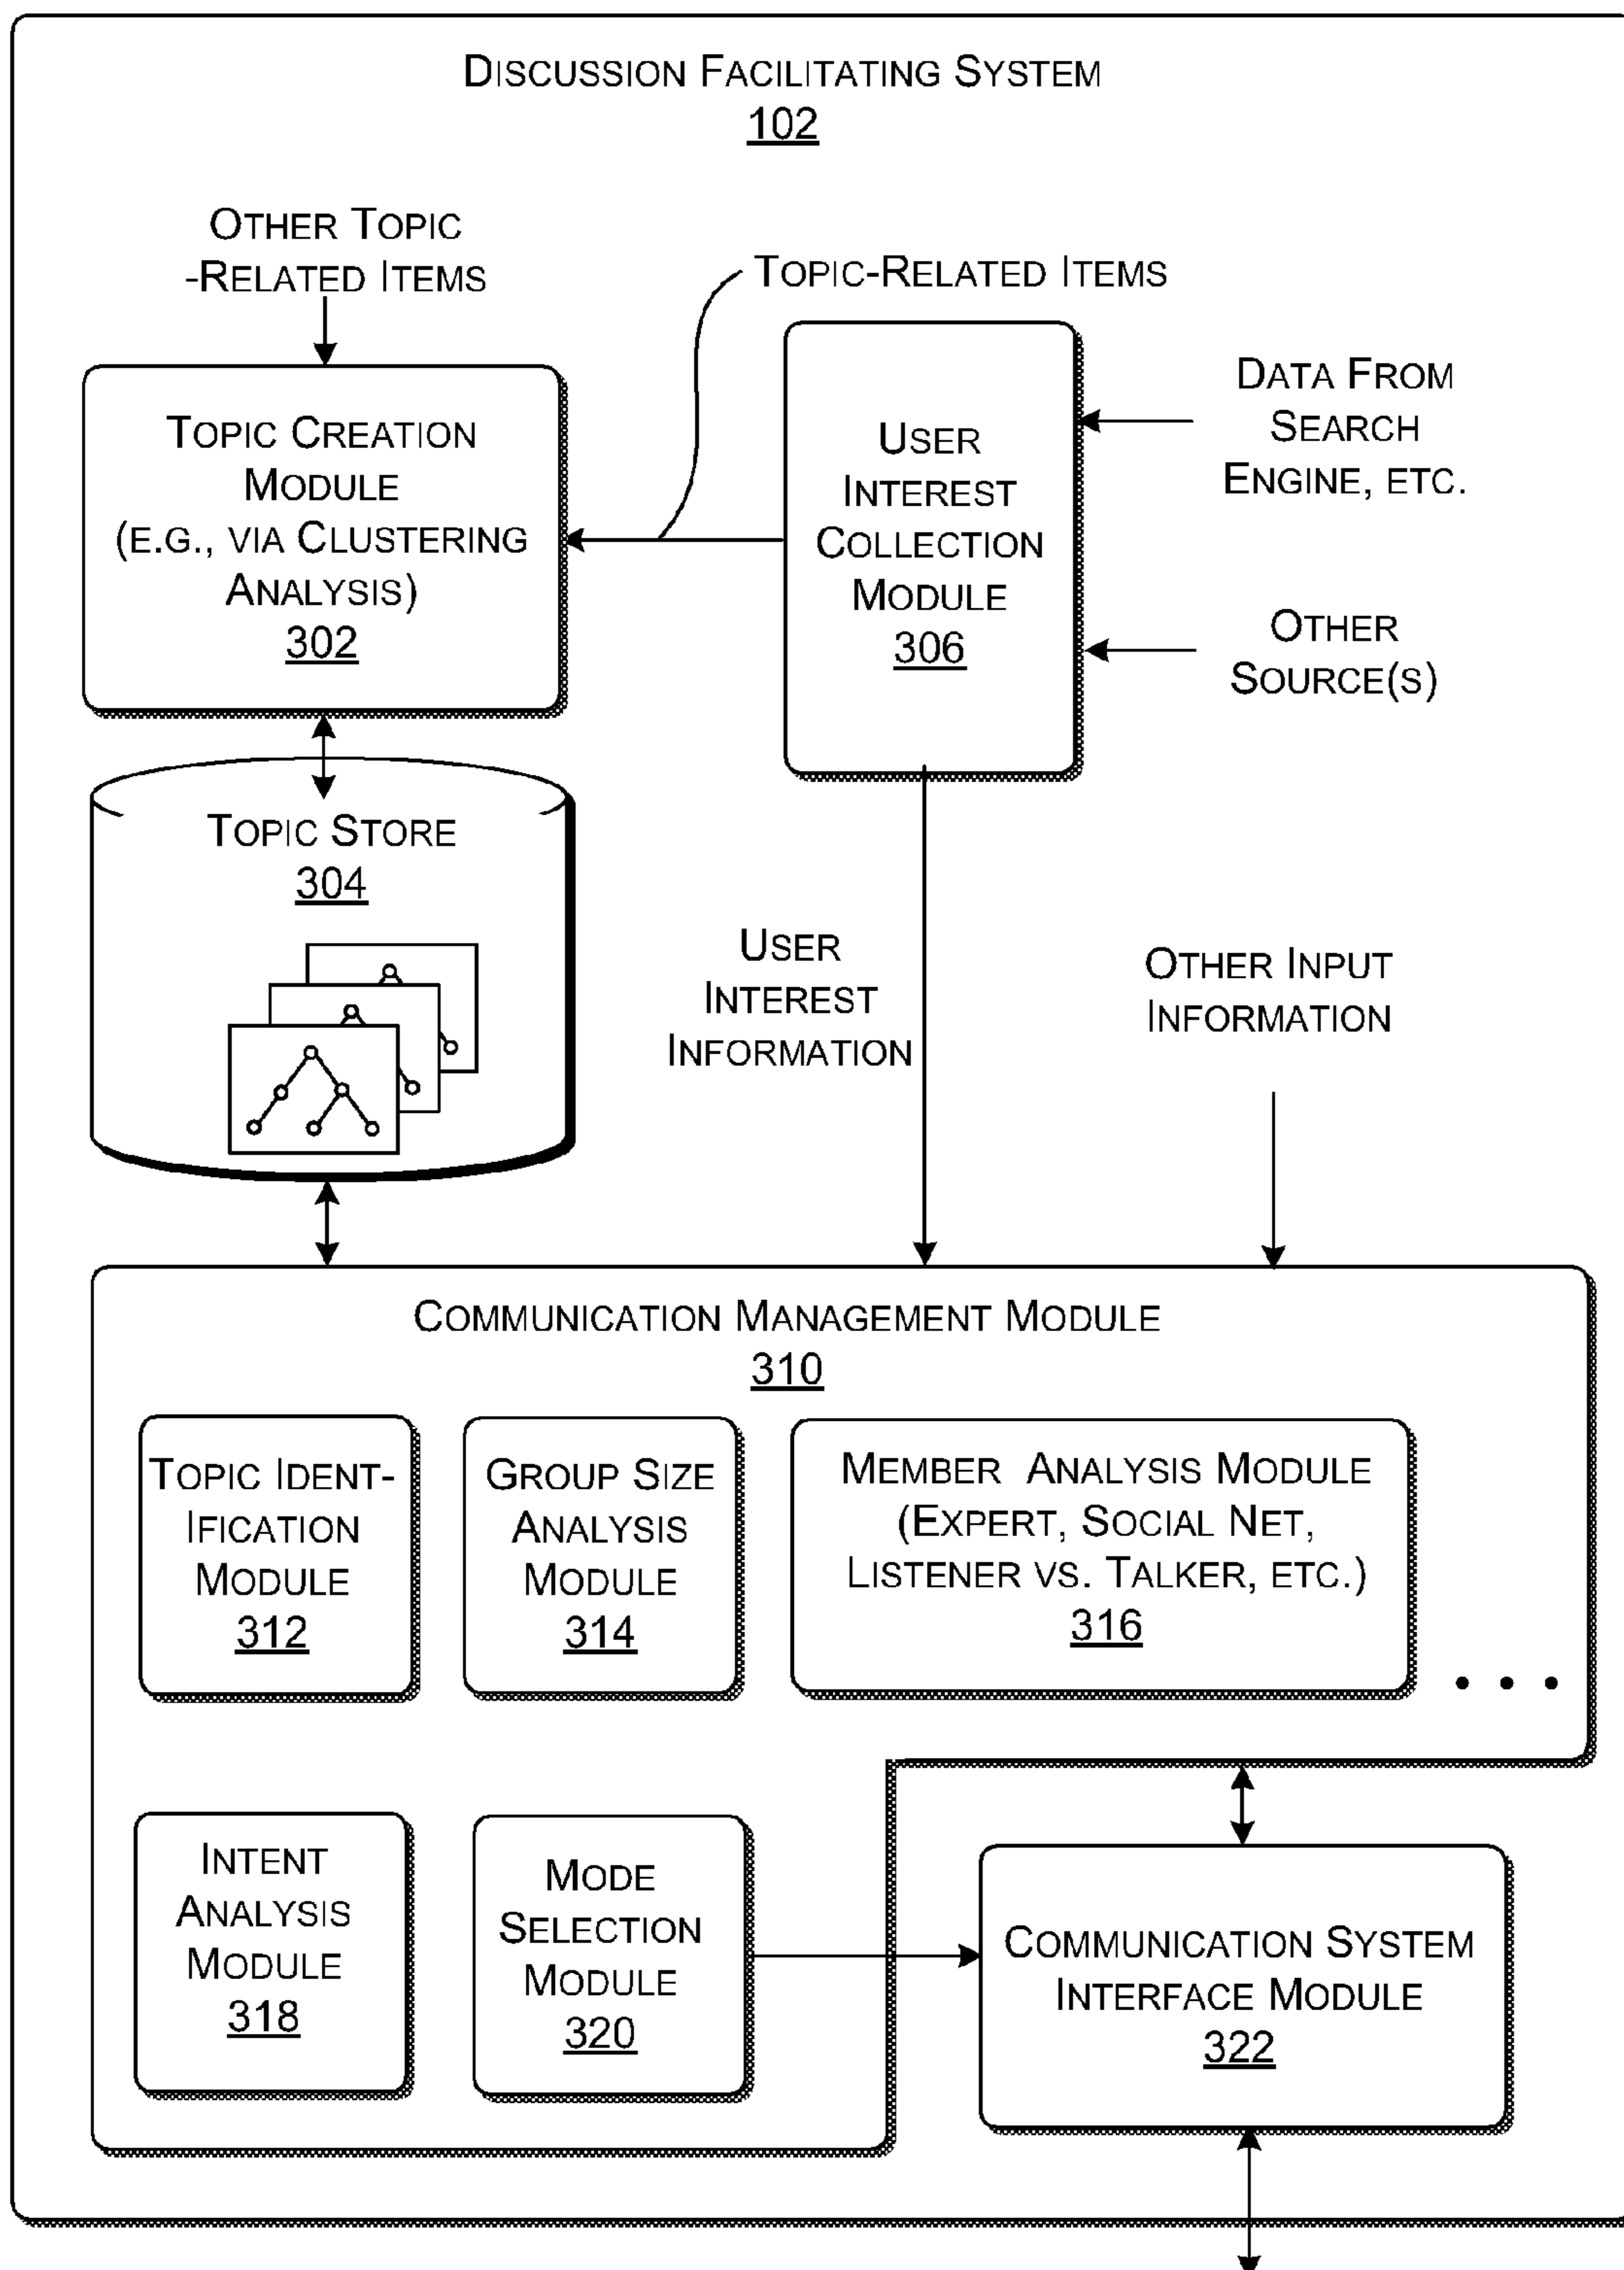 DISCUSSION FACILITATING SYSTEM
102
OTHER TOPIC
-RELATED ITEMS
TOPIC-RELATED ITEMS
TOPIC CREATION
MODULE
(E.G., VIA CLUSTERING
ANALYSIS)
302
USER
INTEREST
COLLECTION
MODULE
306
DATA FROM
SEARCH
ENGINE, ETC.
OTHER
SOURCE(S)
TOPIC STORE
304
USER
INTEREST
INFORMATION
OTHER INPUT
INFORMATION
COMMUNICATION MANAGEMENT MODULE
310
TOPIC IDENT-
IFICATION
MODULE
312
GROUP SIZE
ANALYSIS
MODULE
314
MEMBER ANALYSIS MODULE
(EXPERT, SOCIAL NET,
LISTENER VS. TALKER, ETC.)
316
. . .
INTENT
ANALYSIS
MODULE
318
MODE
SELECTION
MODULE
320
COMMUNICATION SYSTEM
INTERFACE MODULE
322